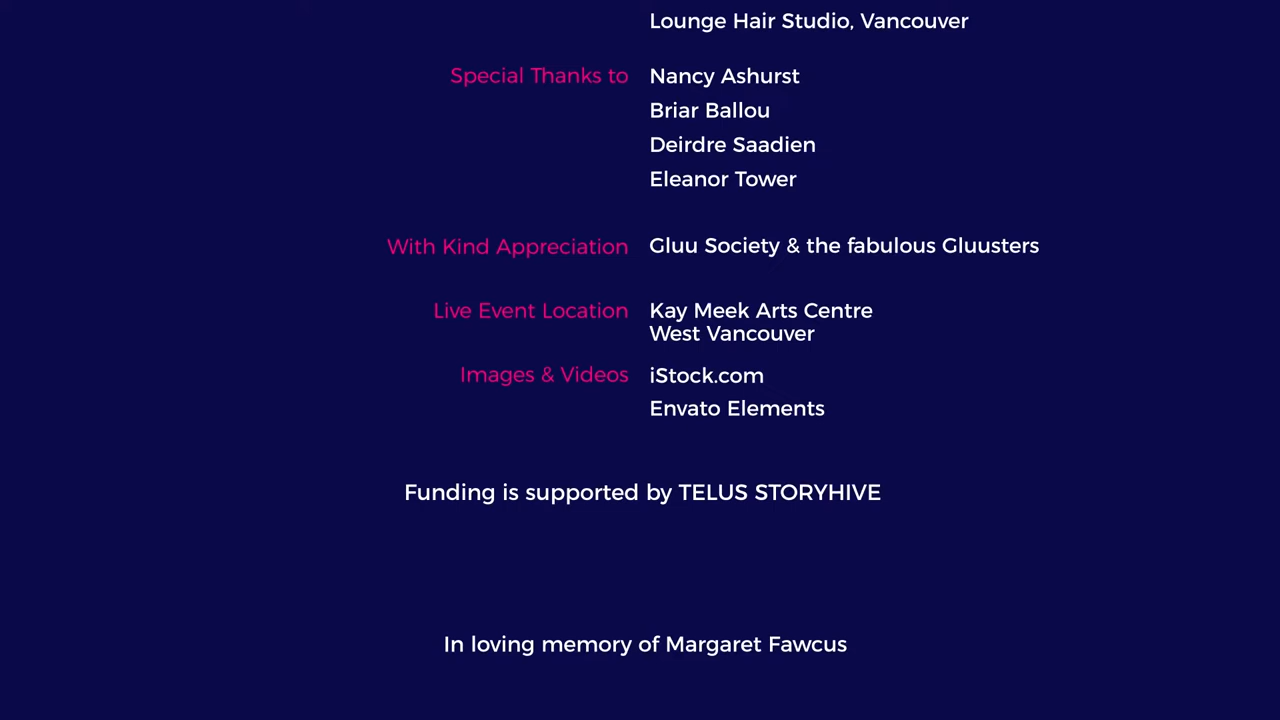 Lounge Hair Studio, Vancouver
Special Thanks to Nancy Ashurst
Briar Ballou
Deirdre Saadien
Eleanor Tower
With Kind Appreciation Gluu Society & the fabulous Gluusters
Live Event Location Kay Meek Arts Centre
West Vancouver
Images & Videos iStock.com
Envato Elements
Funding is supported by TELUS STORYHIVE
In loving memory of Margaret Fawcus